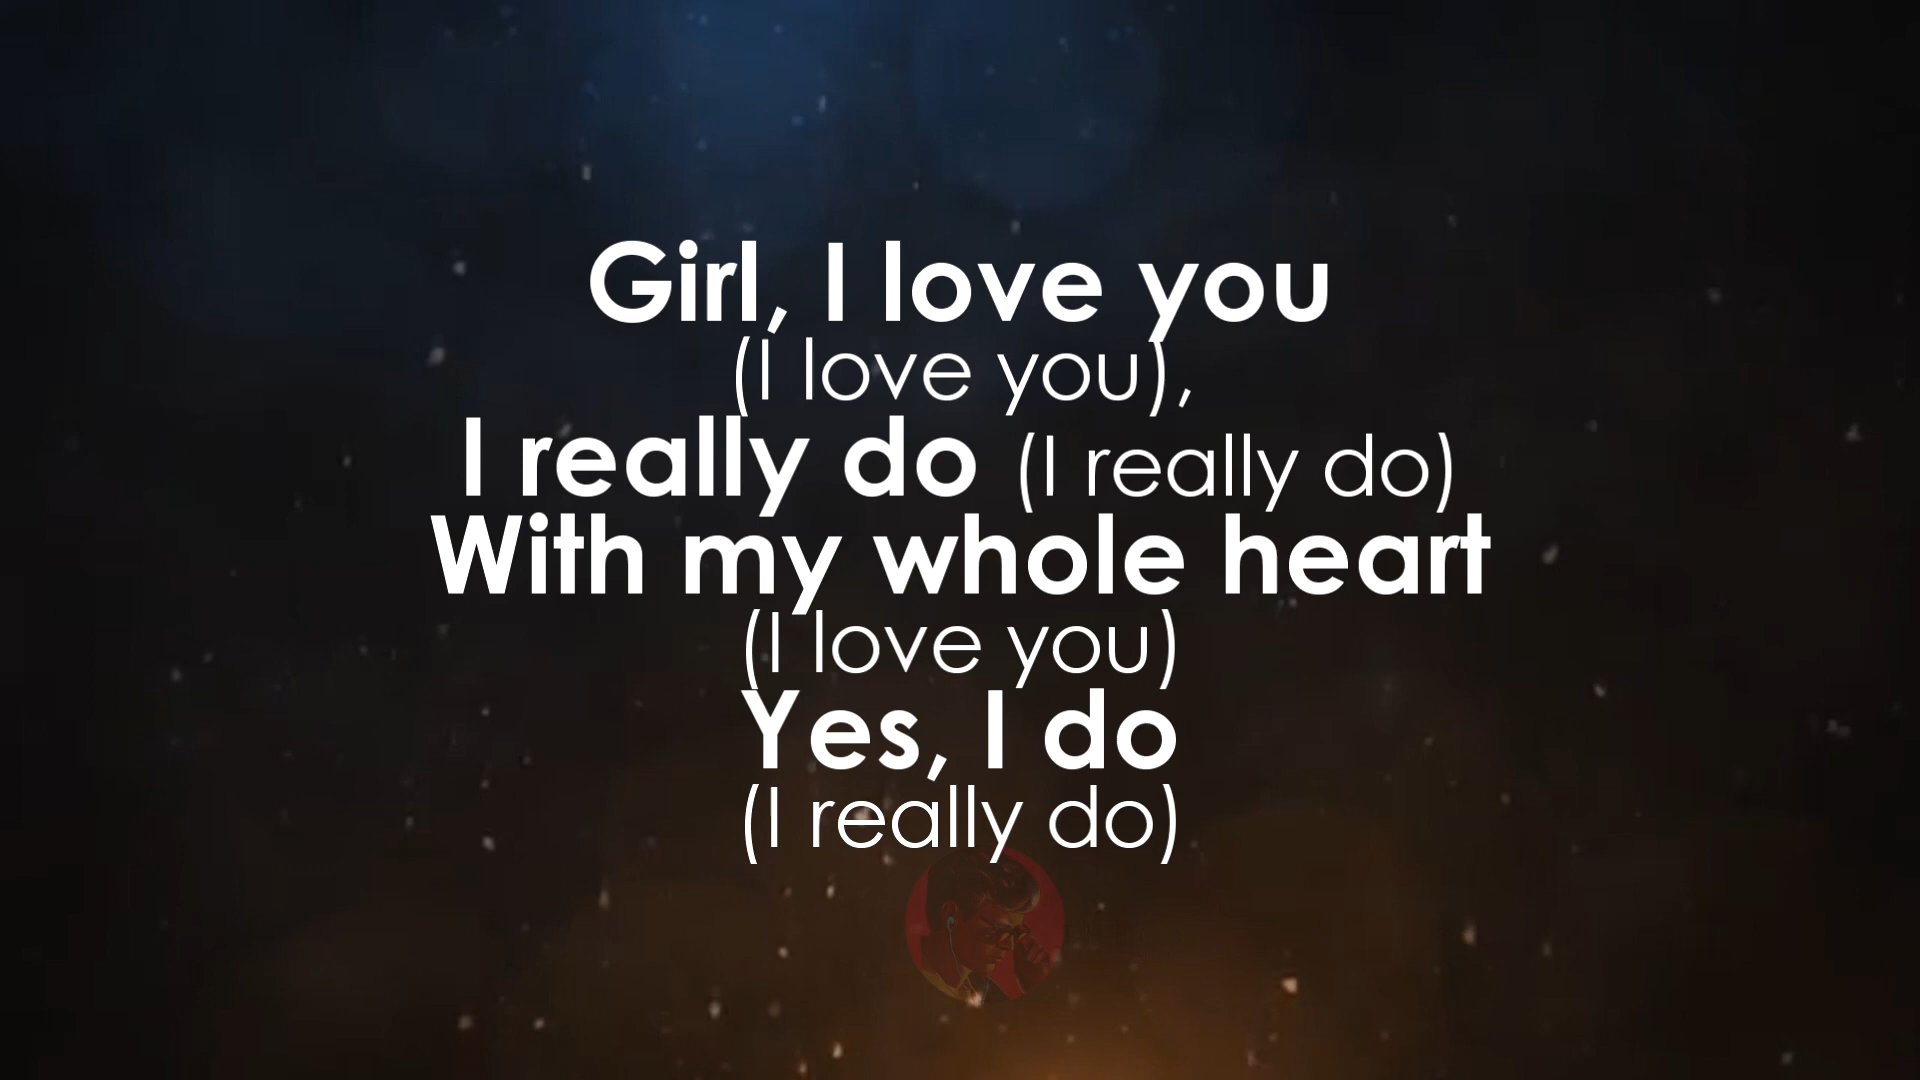 Girl, I love you
(I love you),
I really do (I really do)
With my whole heart
(I love you)
Yes, I do
(I really do)